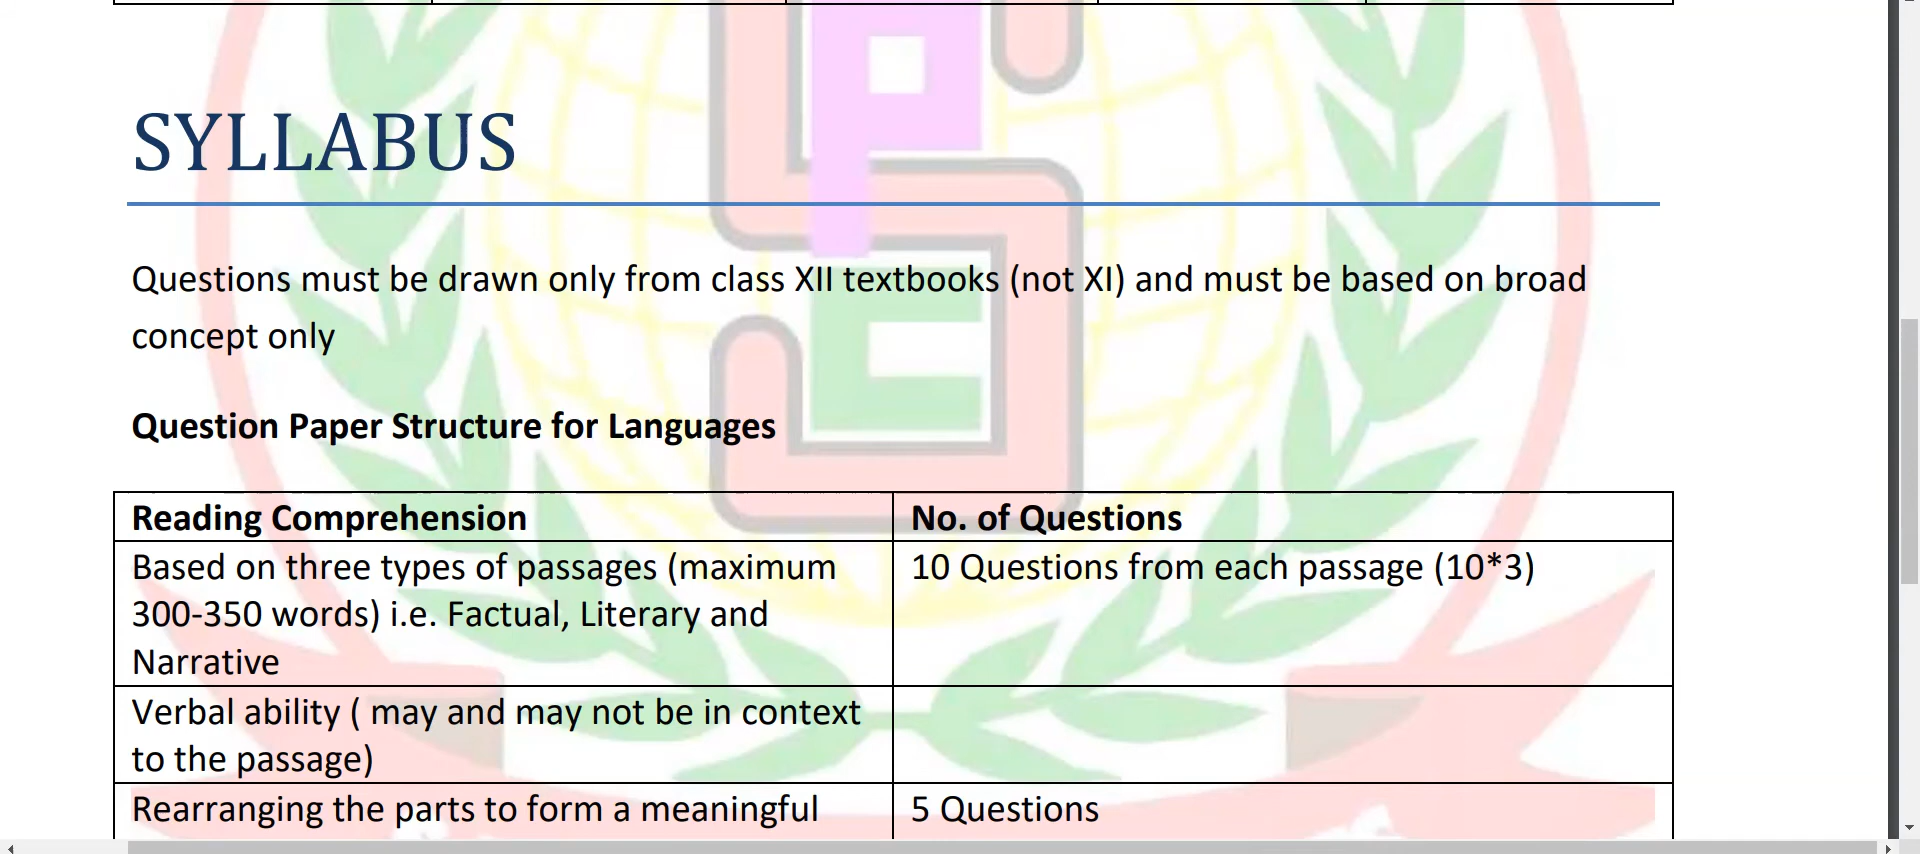 SYLLABUS
Questions must be drawn only from class XII textbooks (not XI) and must be based on broad
concept only
Question Paper Structure for Languages
Reading Comprehension
No. of Questions
Based on three types of passages (maximum
300-350 words) i.e. Factual, Literary and
Narrative
10 Questions from each passage (10*3)
Verbal ability ( may and may not be in context
to the passage)
Rearranging the parts to form a meaningful
5 Questions